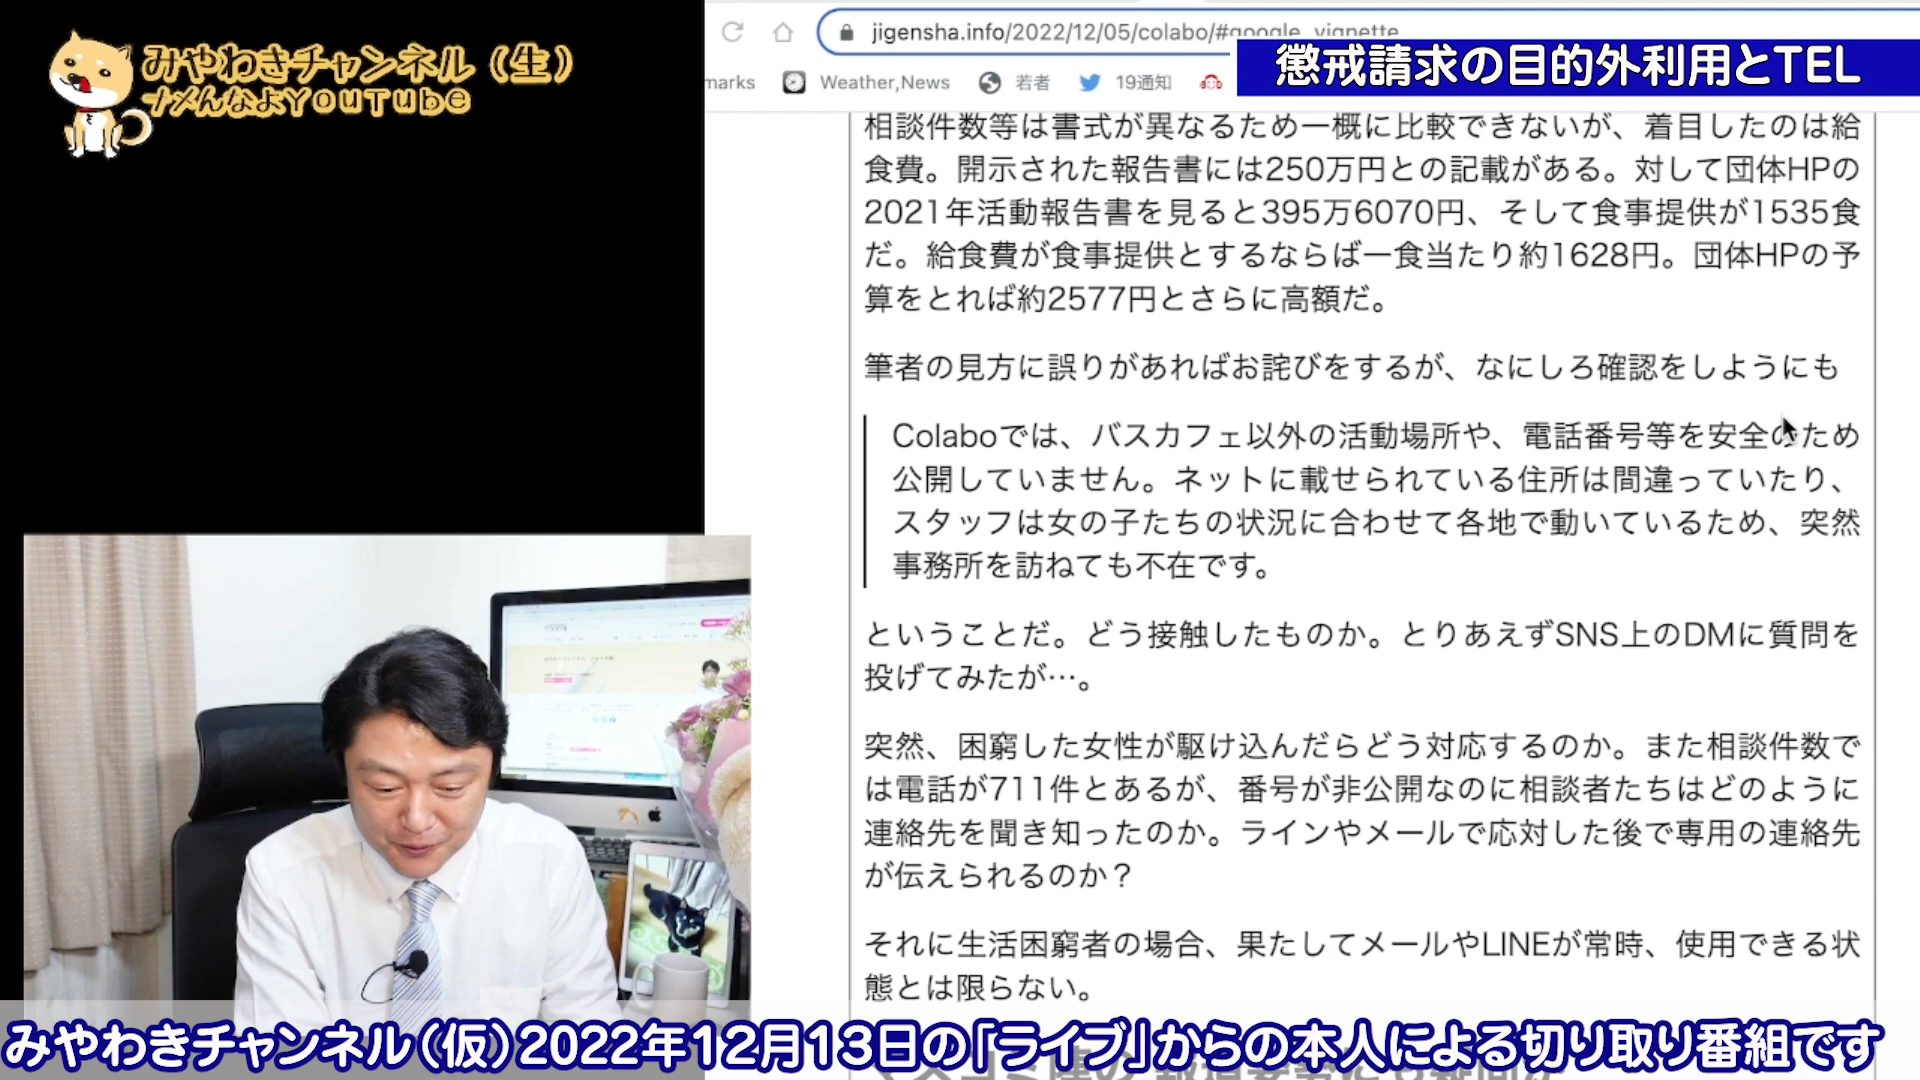 みやわきチャンネル（生）
ナメんなよYouTube
jigensha.info/2022/12/05/colabo/#google_vignette
懲戒請求の目的外利用とTEL
marks Weather,News 若者 19通知
相談件数等は書式が異なるため一概に比較できないが、着目したのは給
食費。開示された報告書には250万円との記載がある。対して団体HPの
2021年活動報告書を見ると395万6070円、そして食事提供が1535食
だ。給食費が食事提供とするならば一食当たり約1628円。団体HPの予
算をとれば約2577円とさらに高額だ。
筆者の見方に誤りがあればお詫びをするが、なにしろ確認をしようにも
Colaboでは、バスカフェ以外の活動場所や、電話番号等を安全のため
公開していません。ネットに載せられている住所は間違っていたり、
スタッフは女の子たちの状況に合わせて各地で動いているため、突然
事務所を訪ねても不在です。
ということだ。どう接触したものか。とりあえずSNS上のDMに質問を
投げてみたが…。
突然、困窮した女性が駆け込んだらどう対応するのか。また相談件数で
は電話が711件とあるが、番号が非公開なのに相談者たちはどのように
連絡先を聞き知ったのか。ラインやメールで応対した後で専用の連絡先
が伝えられるのか？
それに生活困窮者の場合、果たしてメールやLINEが常時、使用できる状
態とは限らない。
みやわきチャンネル（仮）2022年12月13日の「ライブ」からの本人による切り取り番組です